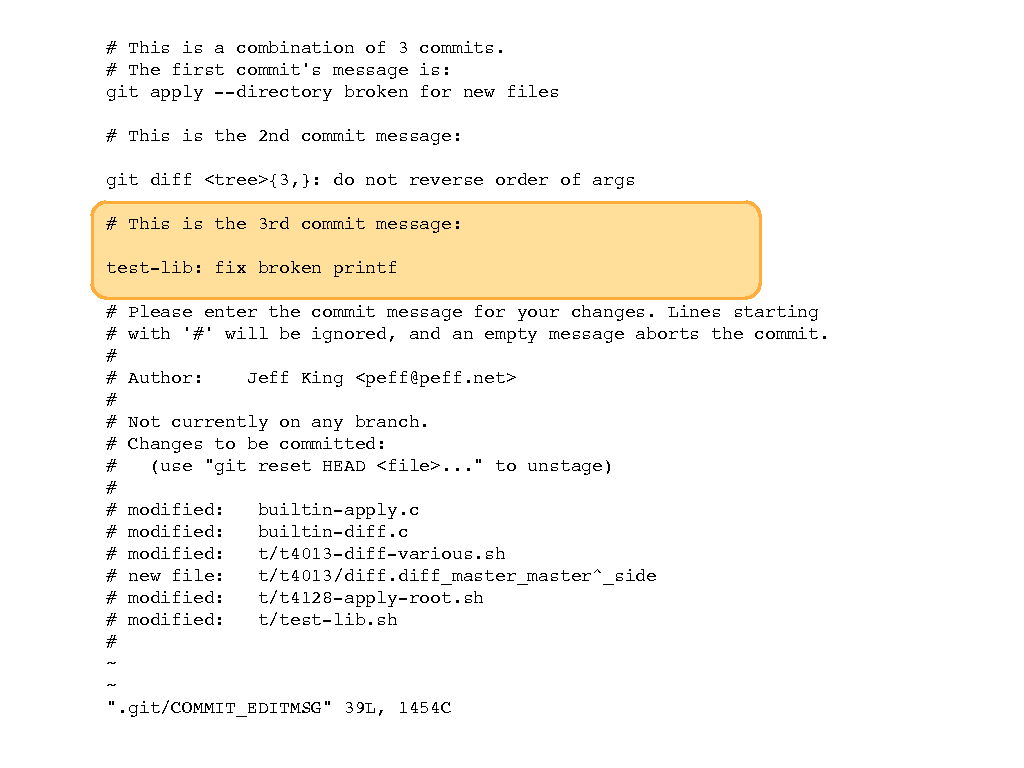 # This is a combination of 3 commits.
# The first commit's message is:
git apply --directory broken for new files
# This is the 2nd commit message:
git diff <tree>{3,}: do not reverse order of args
# This is the 3rd commit message:
test-lib: fix broken printf
# Please enter the commit message for your changes. Lines starting
# with '#' will be ignored, and an empty message aborts the commit.
#
# Author:    Jeff King <peff@peff.net>
#
# Not currently on any branch.
# Changes to be committed:
#   (use "git reset HEAD <file>..." to unstage)
#
# modified:   builtin-apply.c
# modified:   builtin-diff.c
# modified:   t/t4013-diff-various.sh
# new file:   t/t4013/diff.diff_master_master^_side
# modified:   t/t4128-apply-root.sh
# modified:   t/test-lib.sh
#
~
~
".git/COMMIT_EDITMSG" 39L, 1454C